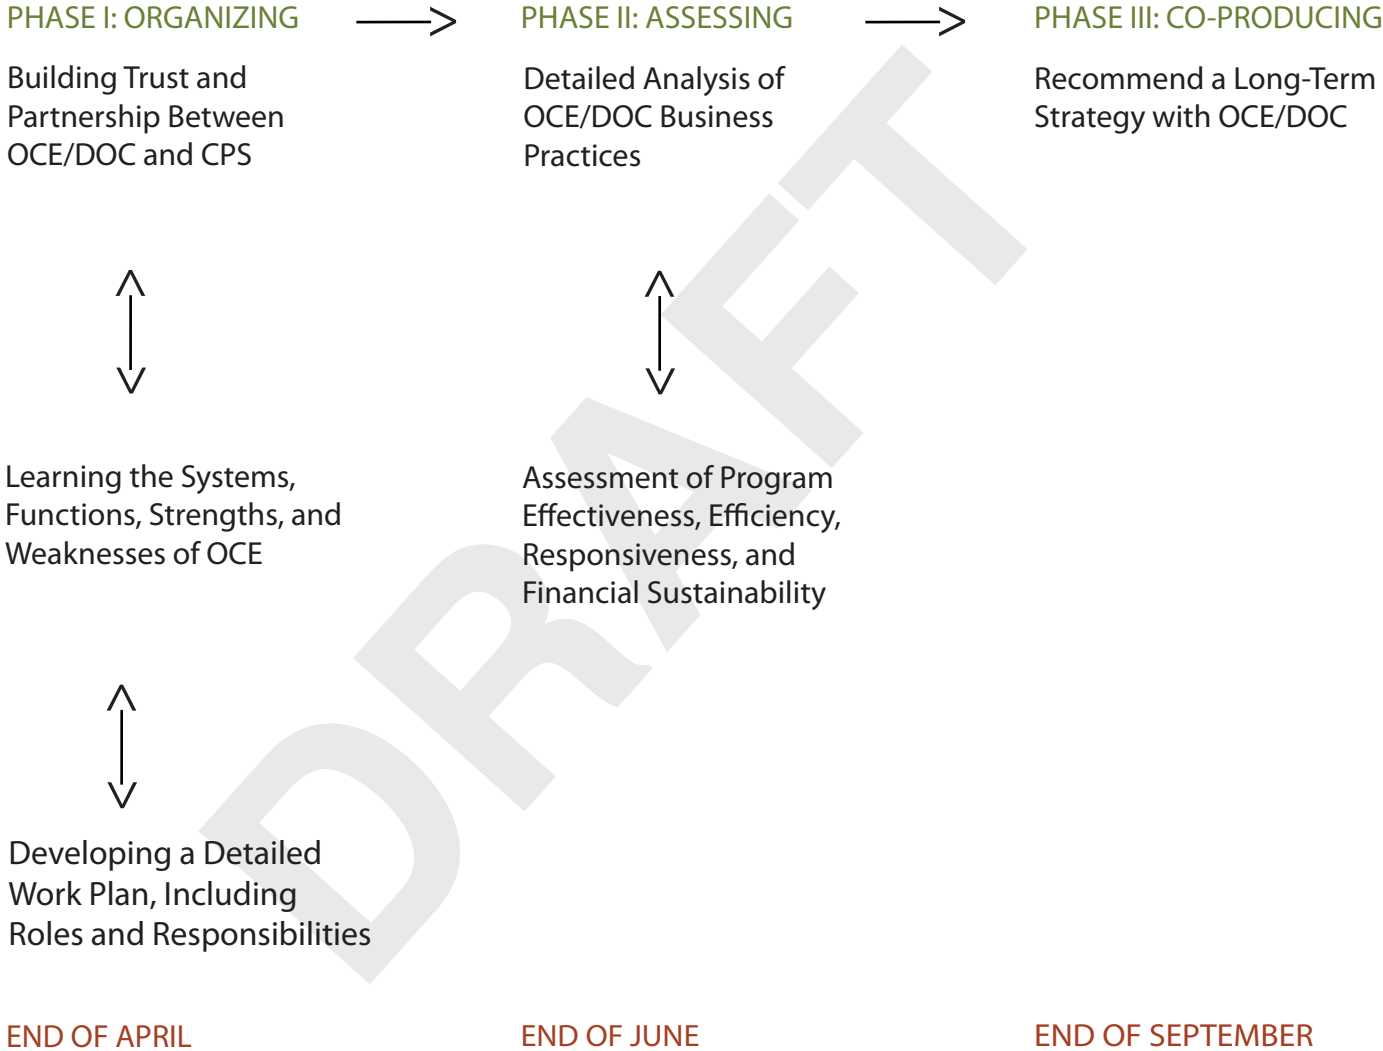 PHASE I: ORGANIZING
Building Trust and
Partnership Between
OCE/DOC and CPS
Learning the Systems,
Functions, Strengths, and
Weaknesses of OCE
Developing a Detailed
Work Plan, Including
Roles and Responsibilities
END OF APRIL
PHASE II: ASSESSING
Detailed Analysis of
OCE/DOC Business
Practices
Assessment of Program
Effectiveness, Efficiency,
Responsiveness, and
Financial Sustainability
END OF JUNE
PHASE III: CO-PRODUCING
Recommend a Long-Term
Strategy with OCE/DOC
END OF SEPTEMBER
DRAFT